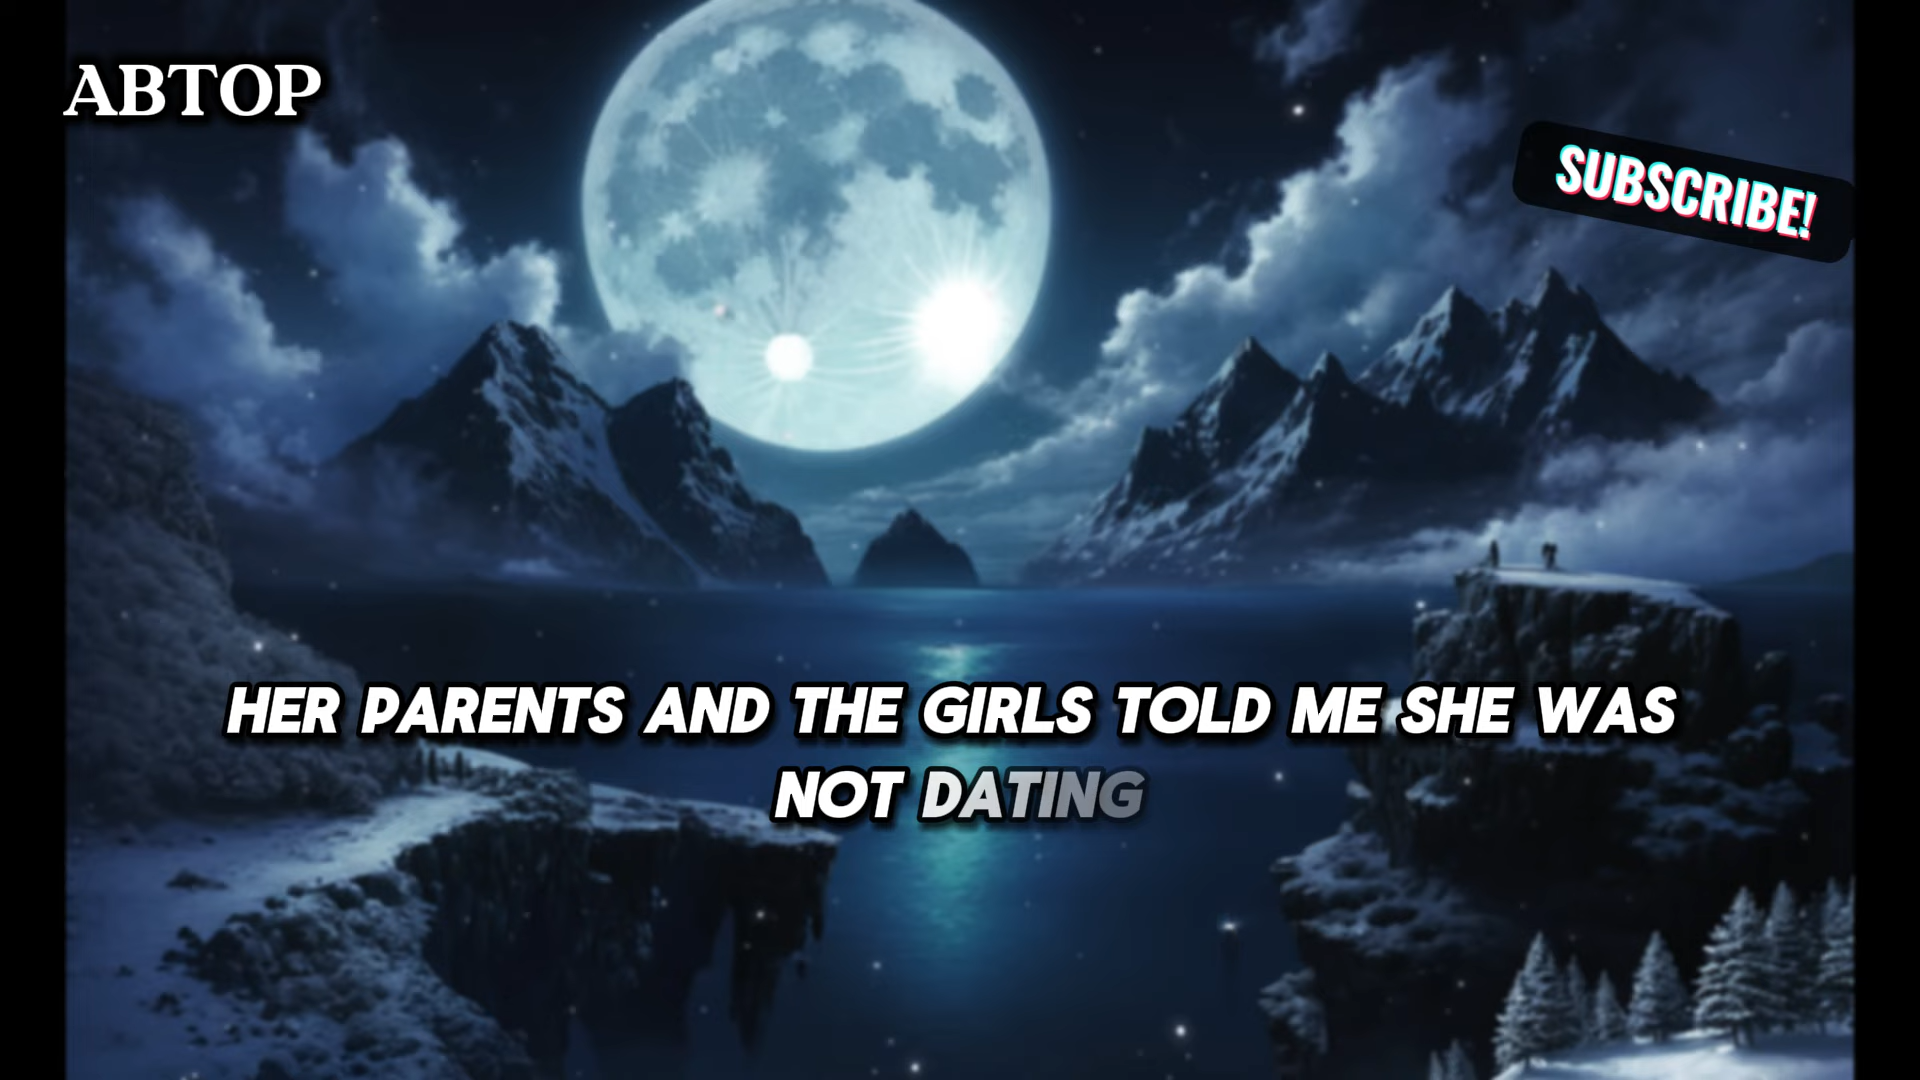 ABTOP
SUBSCRIBE!
HER PARENTS AND THE GIRLS TOLD ME SHE WAS
NOT DATING